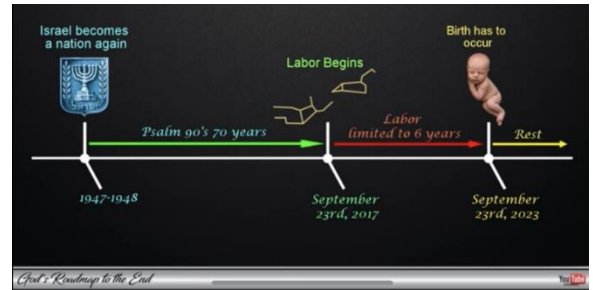 Israel becomes
a nation again
Labor Begins
Birth has to
occur
Psalm 90's 70 years
Labor
limited to 6 years
Rest
1947-1948
September
23rd, 2017
September
23rd, 2023
God's Roadmap to the End
YouTube